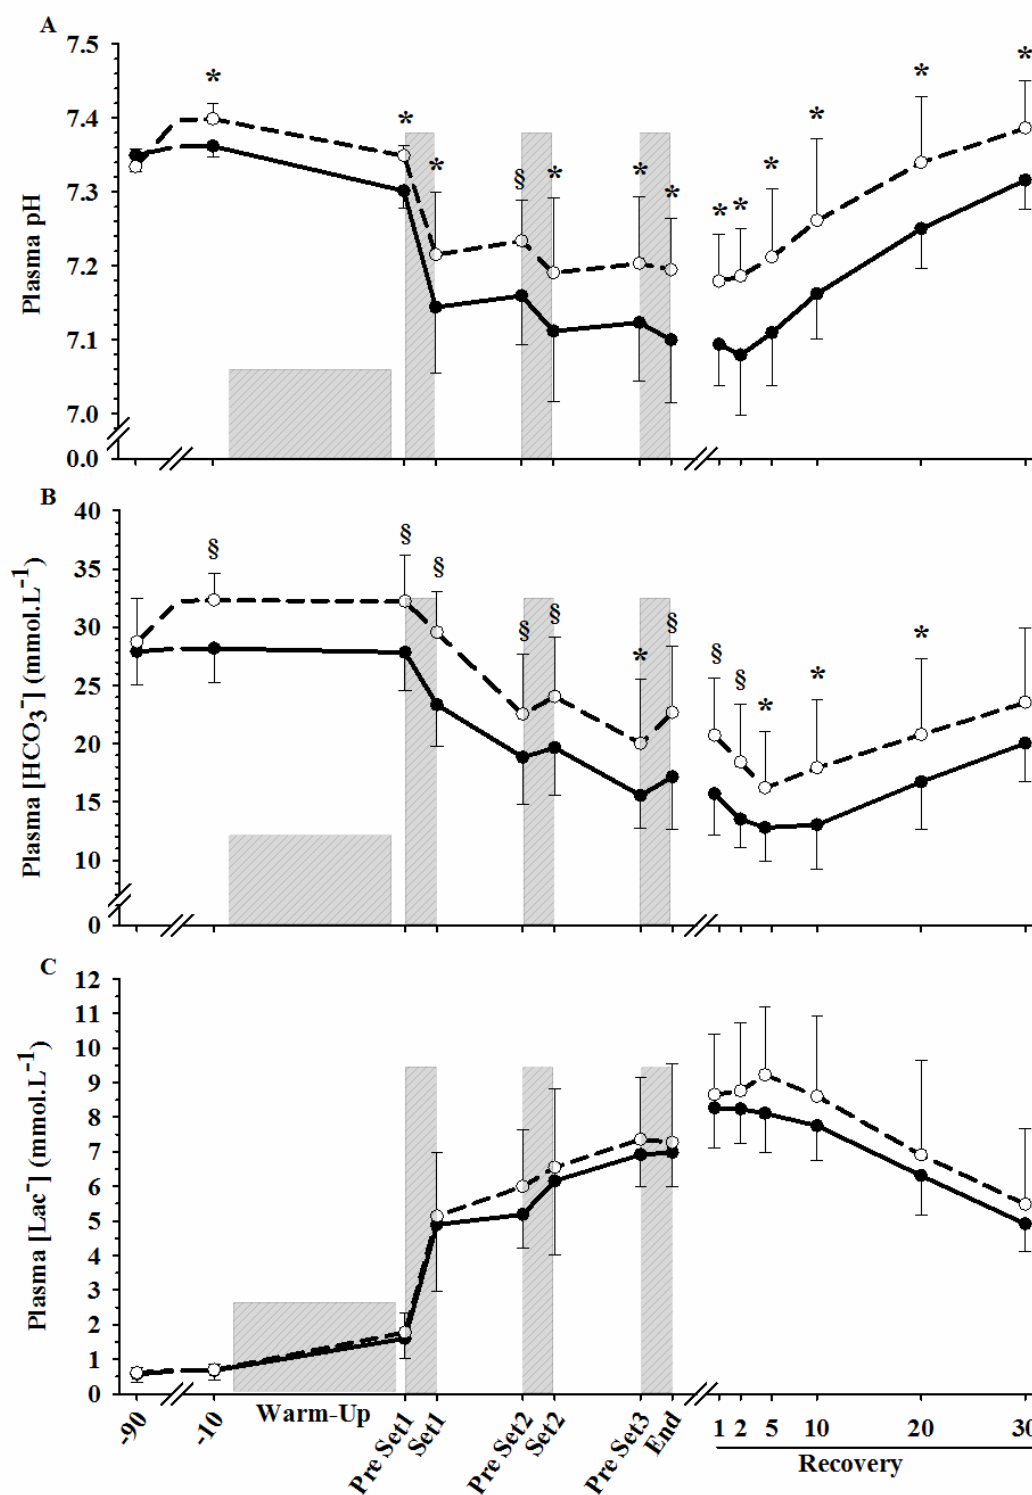 A
7.5
7.4
7.3
7.2
7.1
7.0
0.0
Plasma pH
* * * § * * * * * * * * *
B
40
35
30
25
20
15
10
0
Plasma [HCO3⁻] (mmol.L⁻¹)
§ § § § § * § § § * * *
C
12
11
10
9
8
7
6
5
4
3
2
1
0
Plasma [Lac⁻] (mmol.L⁻¹)
-90 -10 Warm-Up Pre Set1 Set1 Pre Set2 Set2 Pre Set3 End 1 2 5 10 20 30
Recovery